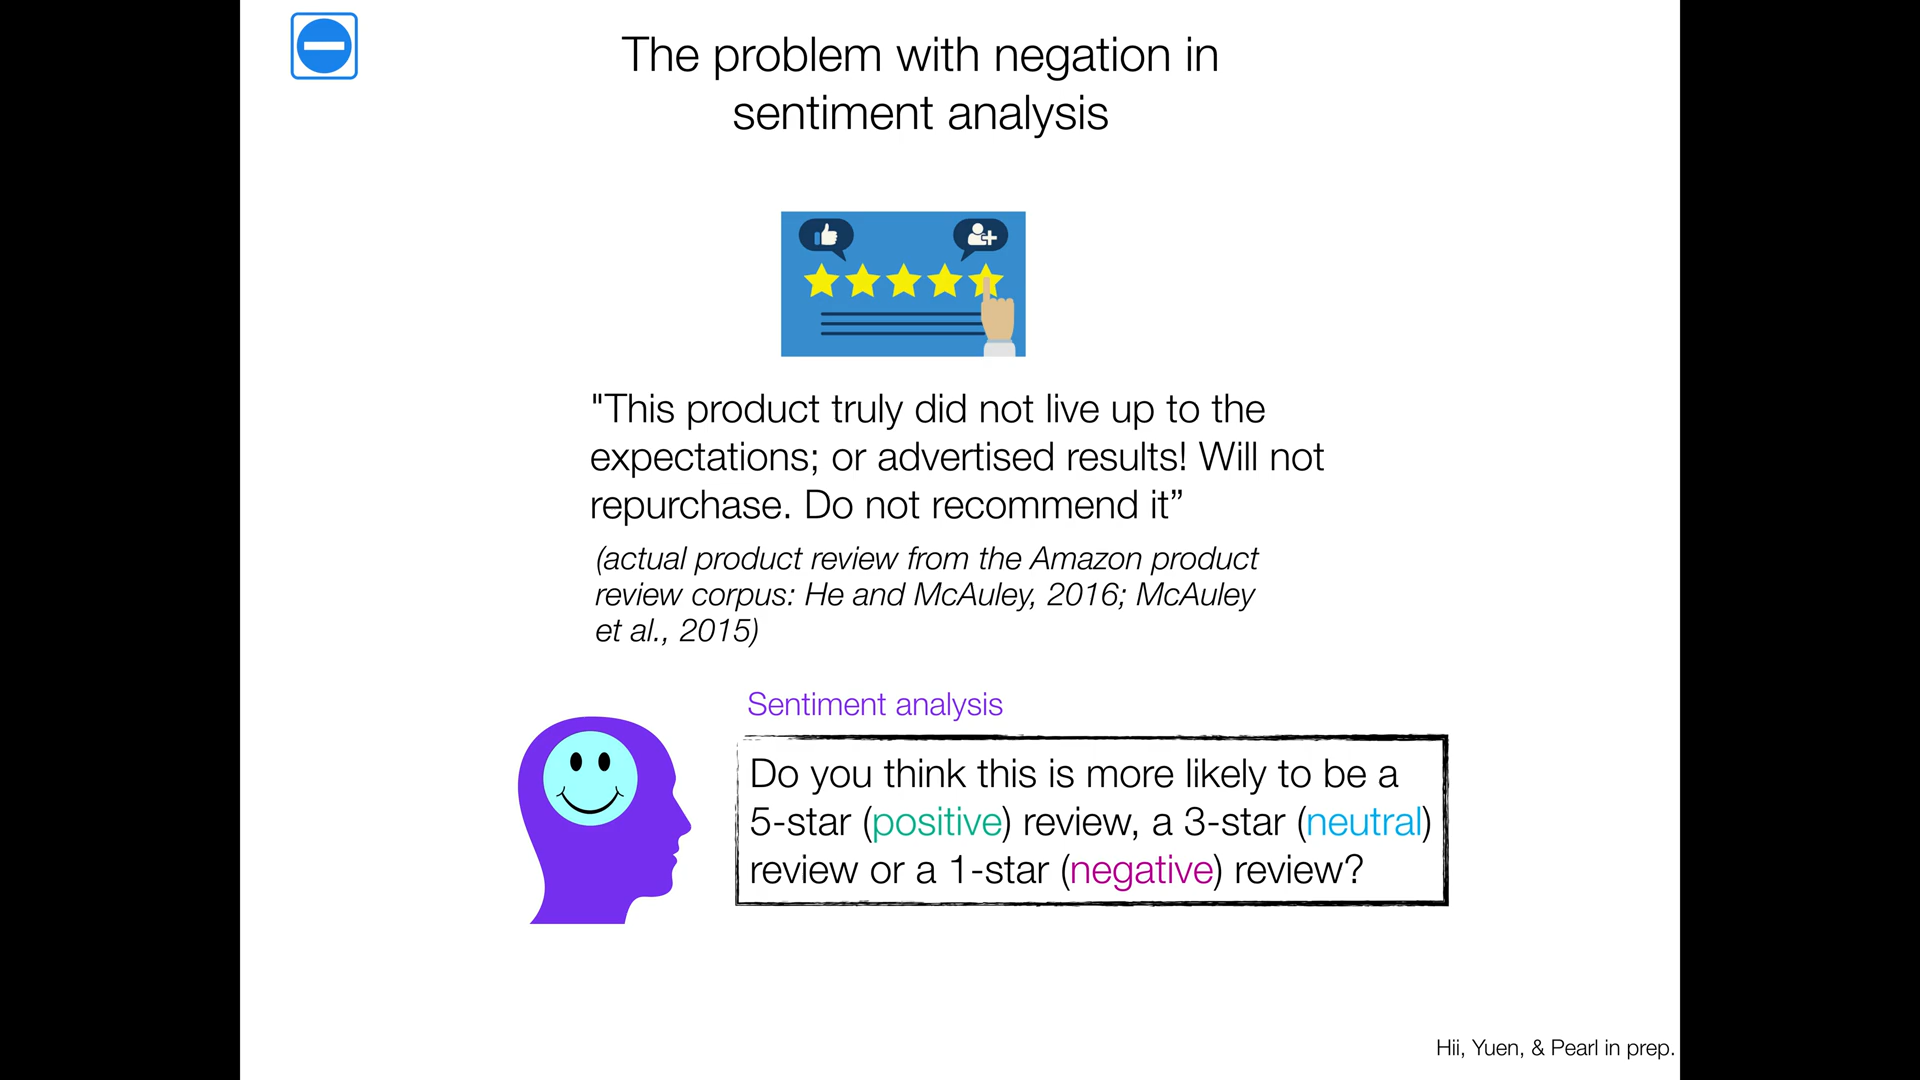 The problem with negation in
sentiment analysis
"This product truly did not live up to the
expectations; or advertised results! Will not
repurchase. Do not recommend it”
(actual product review from the Amazon product
review corpus: He and McAuley, 2016; McAuley
et al., 2015)
Sentiment analysis
Do you think this is more likely to be a
5-star (positive) review, a 3-star (neutral)
review or a 1-star (negative) review?
Hii, Yuen, & Pearl in prep.